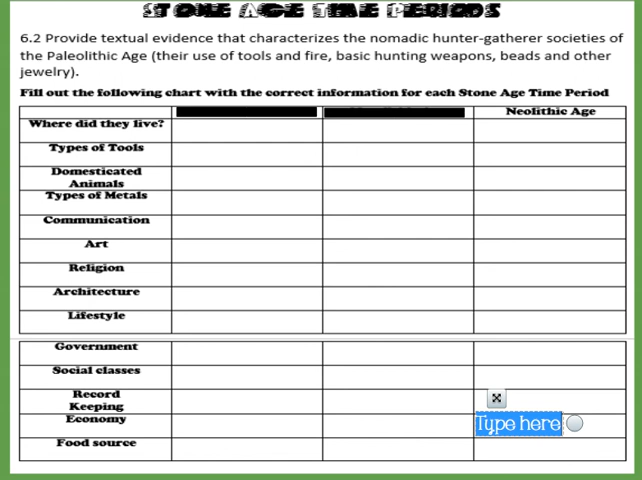 Stone Age Time Periods
6.2 Provide textual evidence that characterizes the nomadic hunter-gatherer societies of
the Paleolithic Age (their use of tools and fire, basic hunting weapons, beads and other
jewelry).
Fill out the following chart with the correct information for each Stone Age Time Period
Neolithic Age
Where did they live?
Types of Tools
Domesticated
Animals
Types of Metals
Communication
Art
Religion
Architecture
Lifestyle
Government
Social classes
Record
Keeping
Economy
Type here
Food source